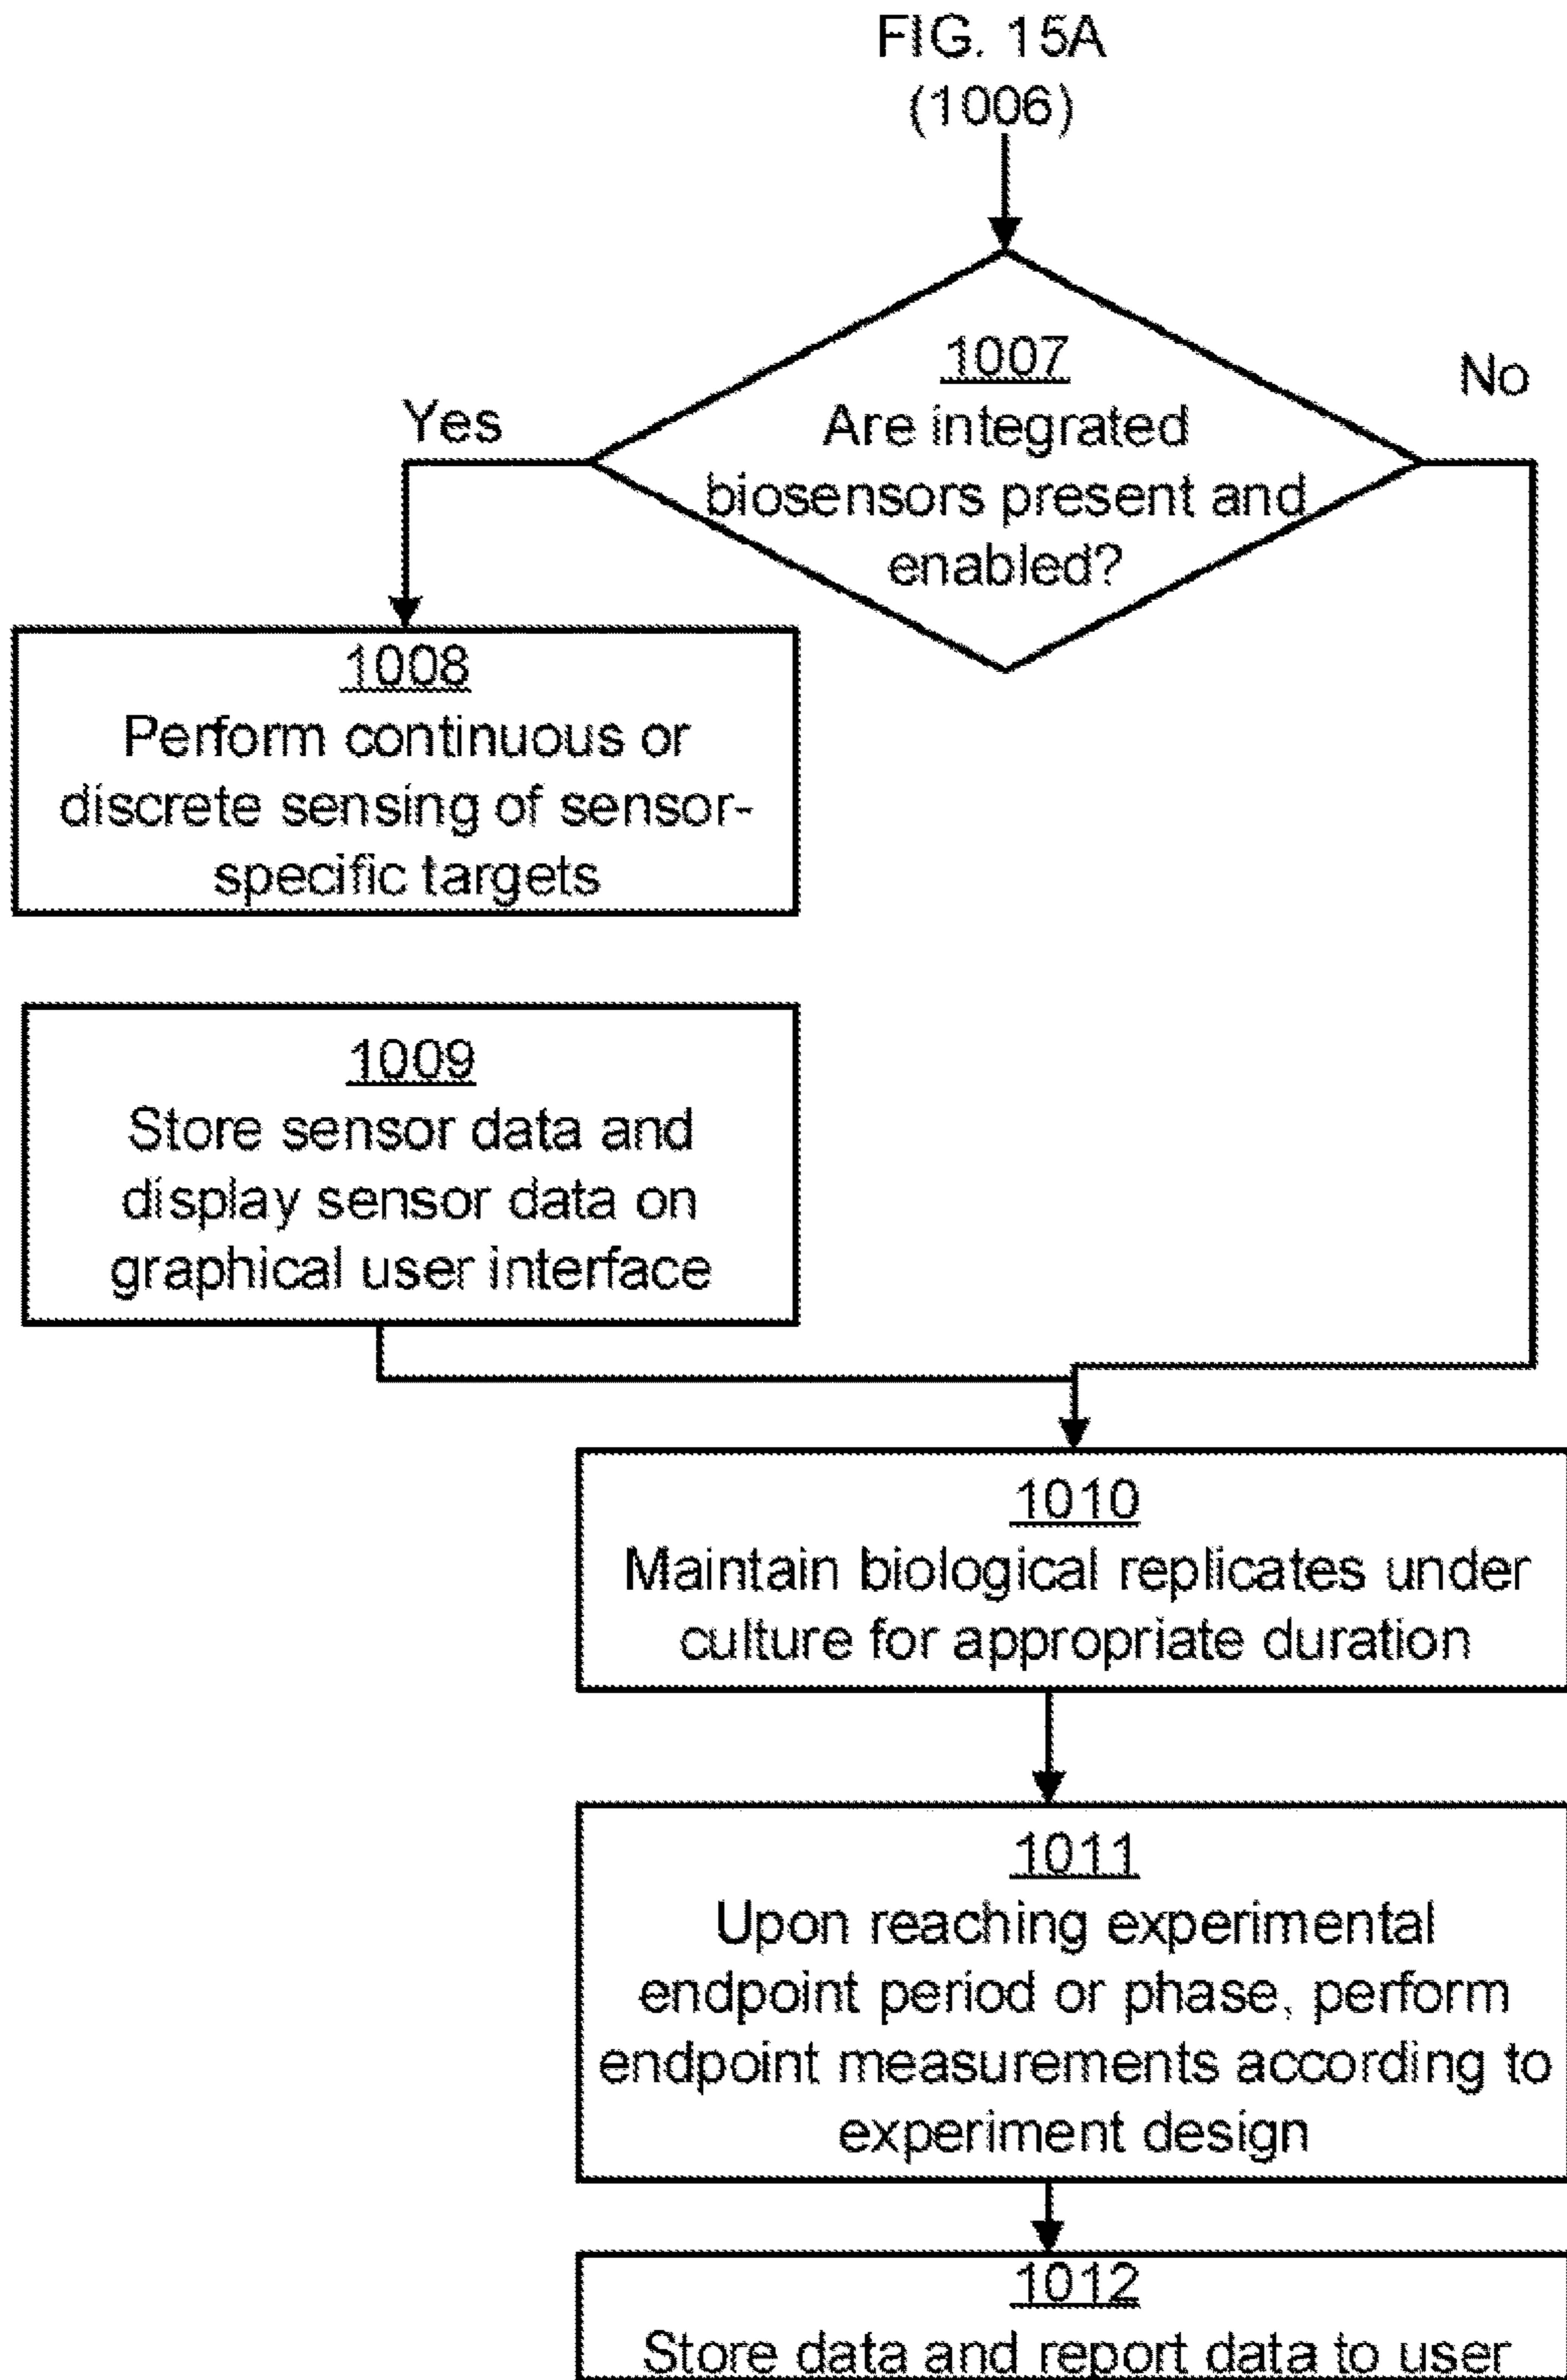 FIG. 15A
(1006)
1007
Are integrated
biosensors present and
enabled?
Yes
No
1008
Perform continuous or
discrete sensing of sensor-
specific targets
1009
Store sensor data and
display sensor data on
graphical user interface
1010
Maintain biological replicates under
culture for appropriate duration
1011
Upon reaching experimental
endpoint period or phase, perform
endpoint measurements according to
experiment design
1012
Store data and report data to user